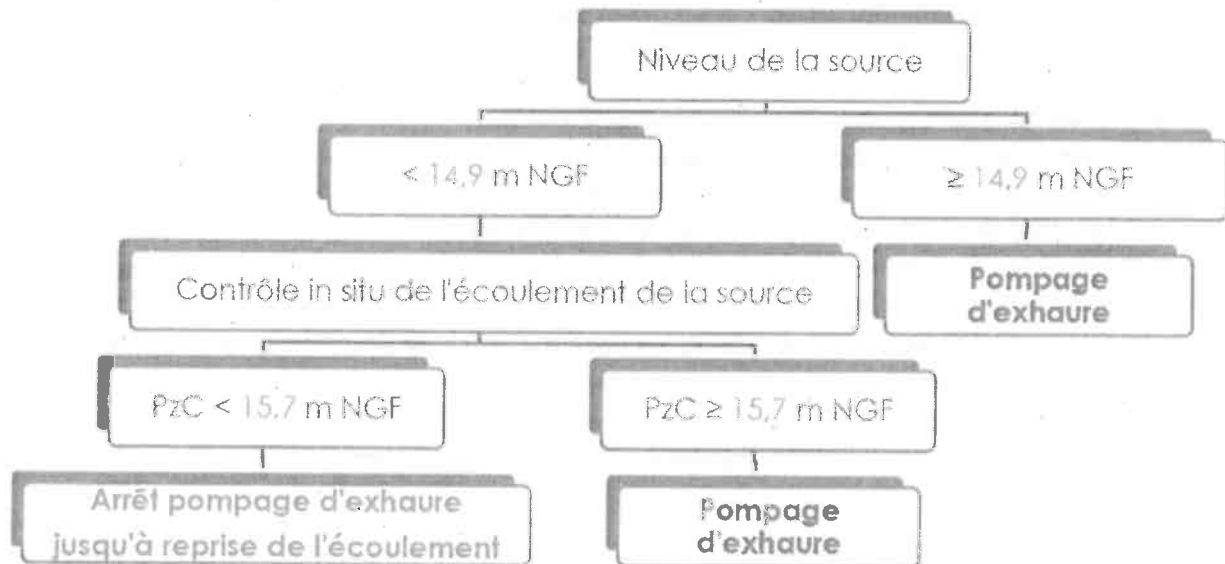 Niveau de la source
< 14,9 m NGF
≥ 14,9 m NGF
Contrôle in situ de l'écoulement de la source
Pompage
d'exhaure
PzC < 15,7 m NGF
PzC ≥ 15,7 m NGF
Arrêt pompage d'exhaure
jusqu'à reprise de l'écoulement
Pompage
d'exhaure